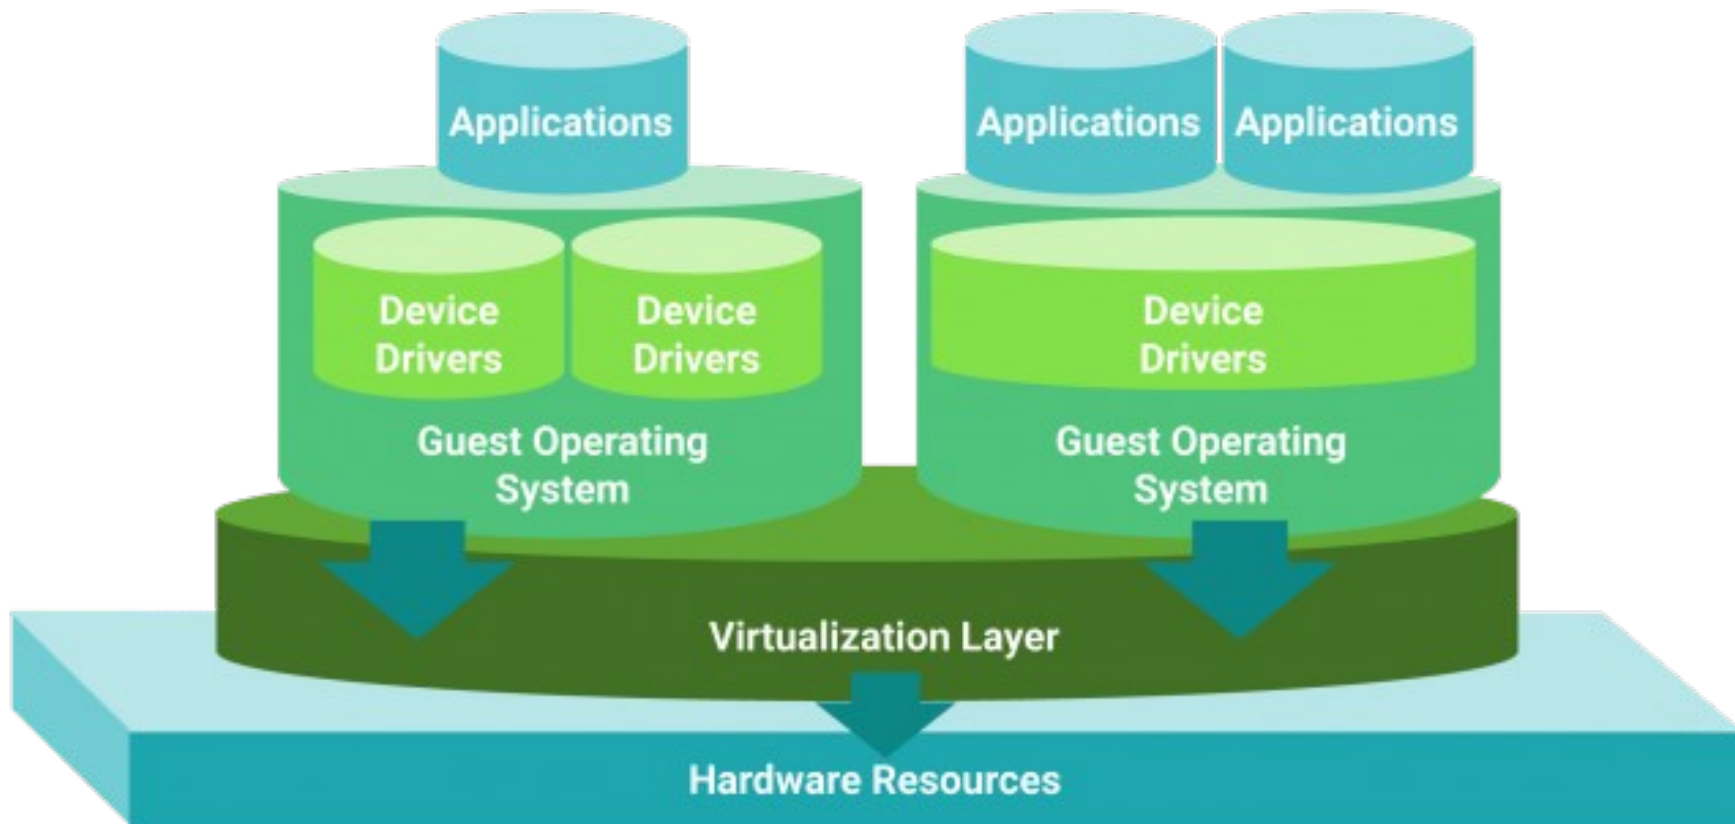 Applications
Applications
Applications
Device
Drivers
Device
Drivers
Device
Drivers
Guest Operating
System
Guest Operating
System
Virtualization Layer
Hardware Resources